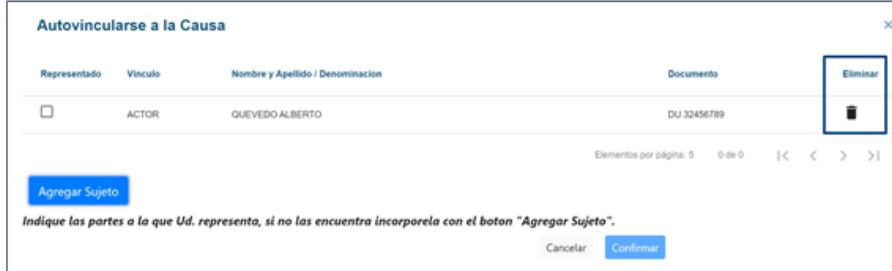 Autovincularse a la Causa
Representado Vinculo Nombre y Apellido / Denominacion Documento Eliminar
ACTOR QUEVEDO ALBERTO DU 32456789
Elementos por página: 5 0 de 0
Agregar Sujeto
Indique las partes a la que Ud. representa, si no las encuentra incorporela con el boton "Agregar Sujeto".
Cancelar Confirmar